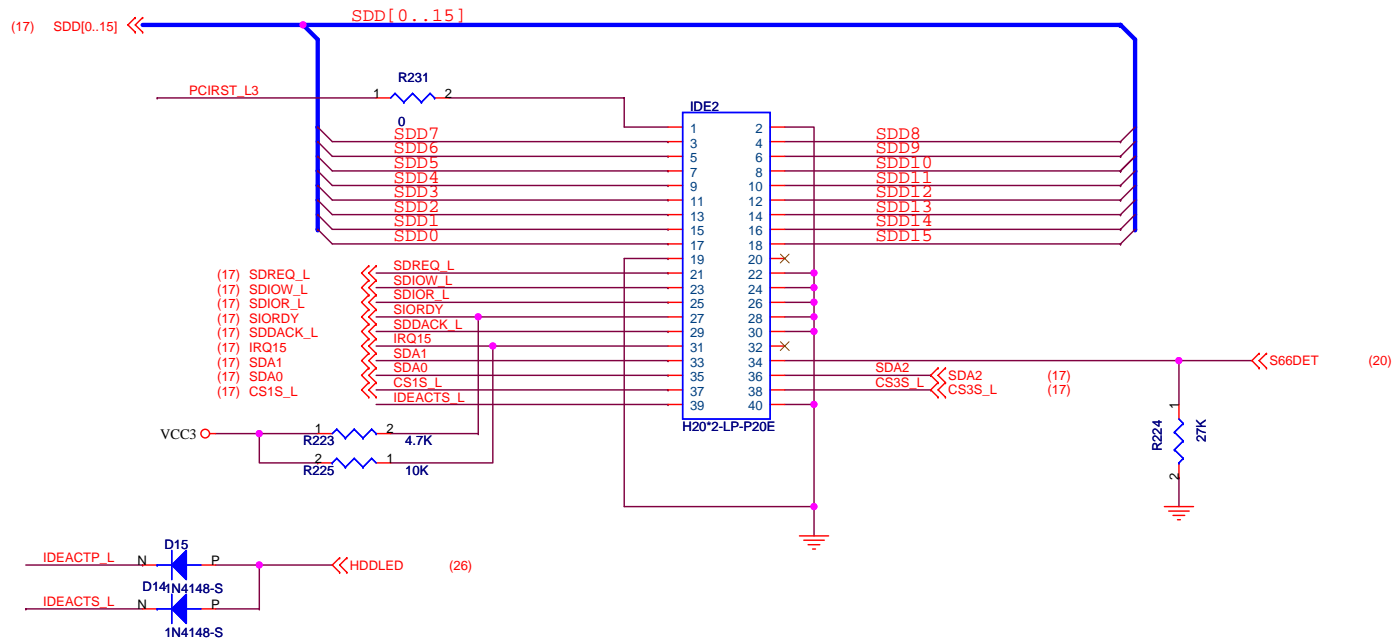 SDD[0..15]
(17) SDD[0..15]
R231
PCIRST_L3 1 2
0
IDE2
1 2
SDD7 3 4 SDD8
SDD6 5 6 SDD9
SDD5 7 8 SDD10
SDD4 9 10 SDD11
SDD3 11 12 SDD12
SDD2 13 14 SDD13
SDD1 15 16 SDD14
SDD0 17 18 SDD15
19 20
(17) SDREQ_L SDREQ_L 21 22
(17) SDIOW_L SDIOW_L 23 24
(17) SDIOR_L SDIOR_L 25 26
(17) SIORDY SIORDY 27 28
(17) SDDACK_L SDDACK_L 29 30
(17) IRQ15 IRQ15 31 32
(17) SDA1 SDA1 33 34 S66DET (20)
(17) SDA0 SDA0 35 36 SDA2 SDA2 (17)
(17) CS1S_L CS1S_L 37 38 CS3S_L CS3S_L (17)
IDEACTS_L 39 40
H20*2-LP-P20E
1
R224 27K
2
VCC3 1 2
R223 4.7K
2 1
R225 10K
D15
IDEACTP_L N P HDDLED (26)
1N4148-S
D14
IDEACTS_L N P
1N4148-S